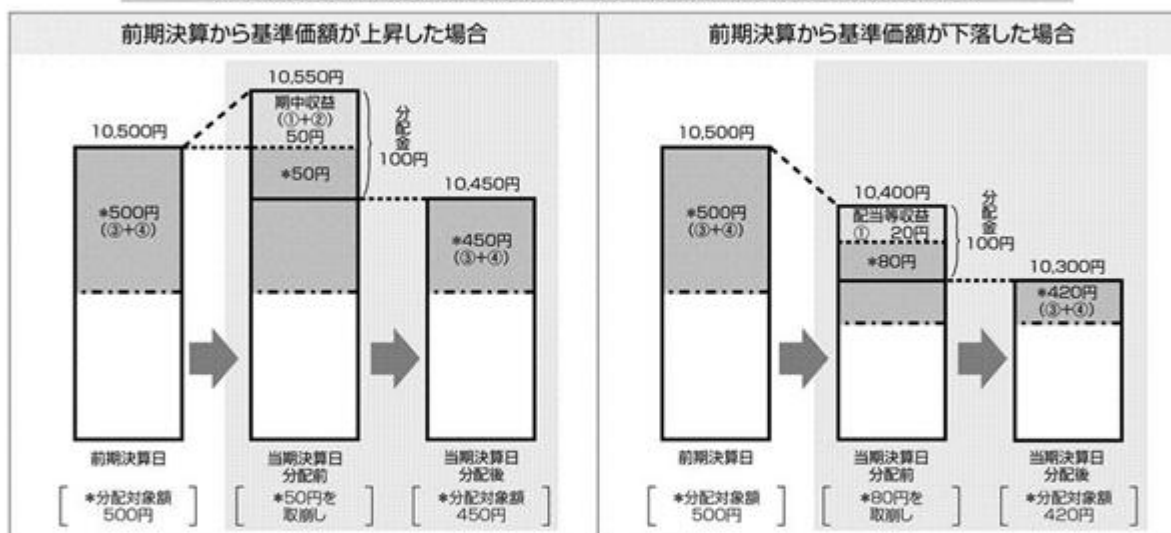 前期決算から基準価額が上昇した場合
10,550円
期中収益
(①+②)
50円
*50円
分配金
100円
10,500円
*500円
(③+④)
10,450円
*450円
(③+④)
前期決算日
当期決算日
分配前
当期決算日
分配後
*分配対象額
500円
*50円を
取崩し
*分配対象額
450円
前期決算から基準価額が下落した場合
10,500円
*500円
(③+④)
10,400円
配当等収益
① 20円
*80円
分配金
100円
10,300円
*420円
(③+④)
前期決算日
当期決算日
分配前
当期決算日
分配後
*分配対象額
500円
*80円を
取崩し
*分配対象額
420円